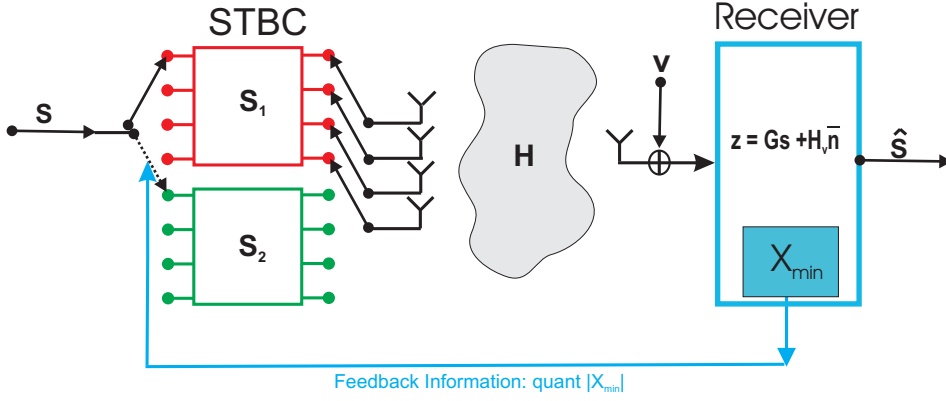 STBC
Receiver
S
S₁
S₂
H
v
z = Gs + Hᵥn̅
Ŝ
Xmin
Feedback Information: quant |Xmin|